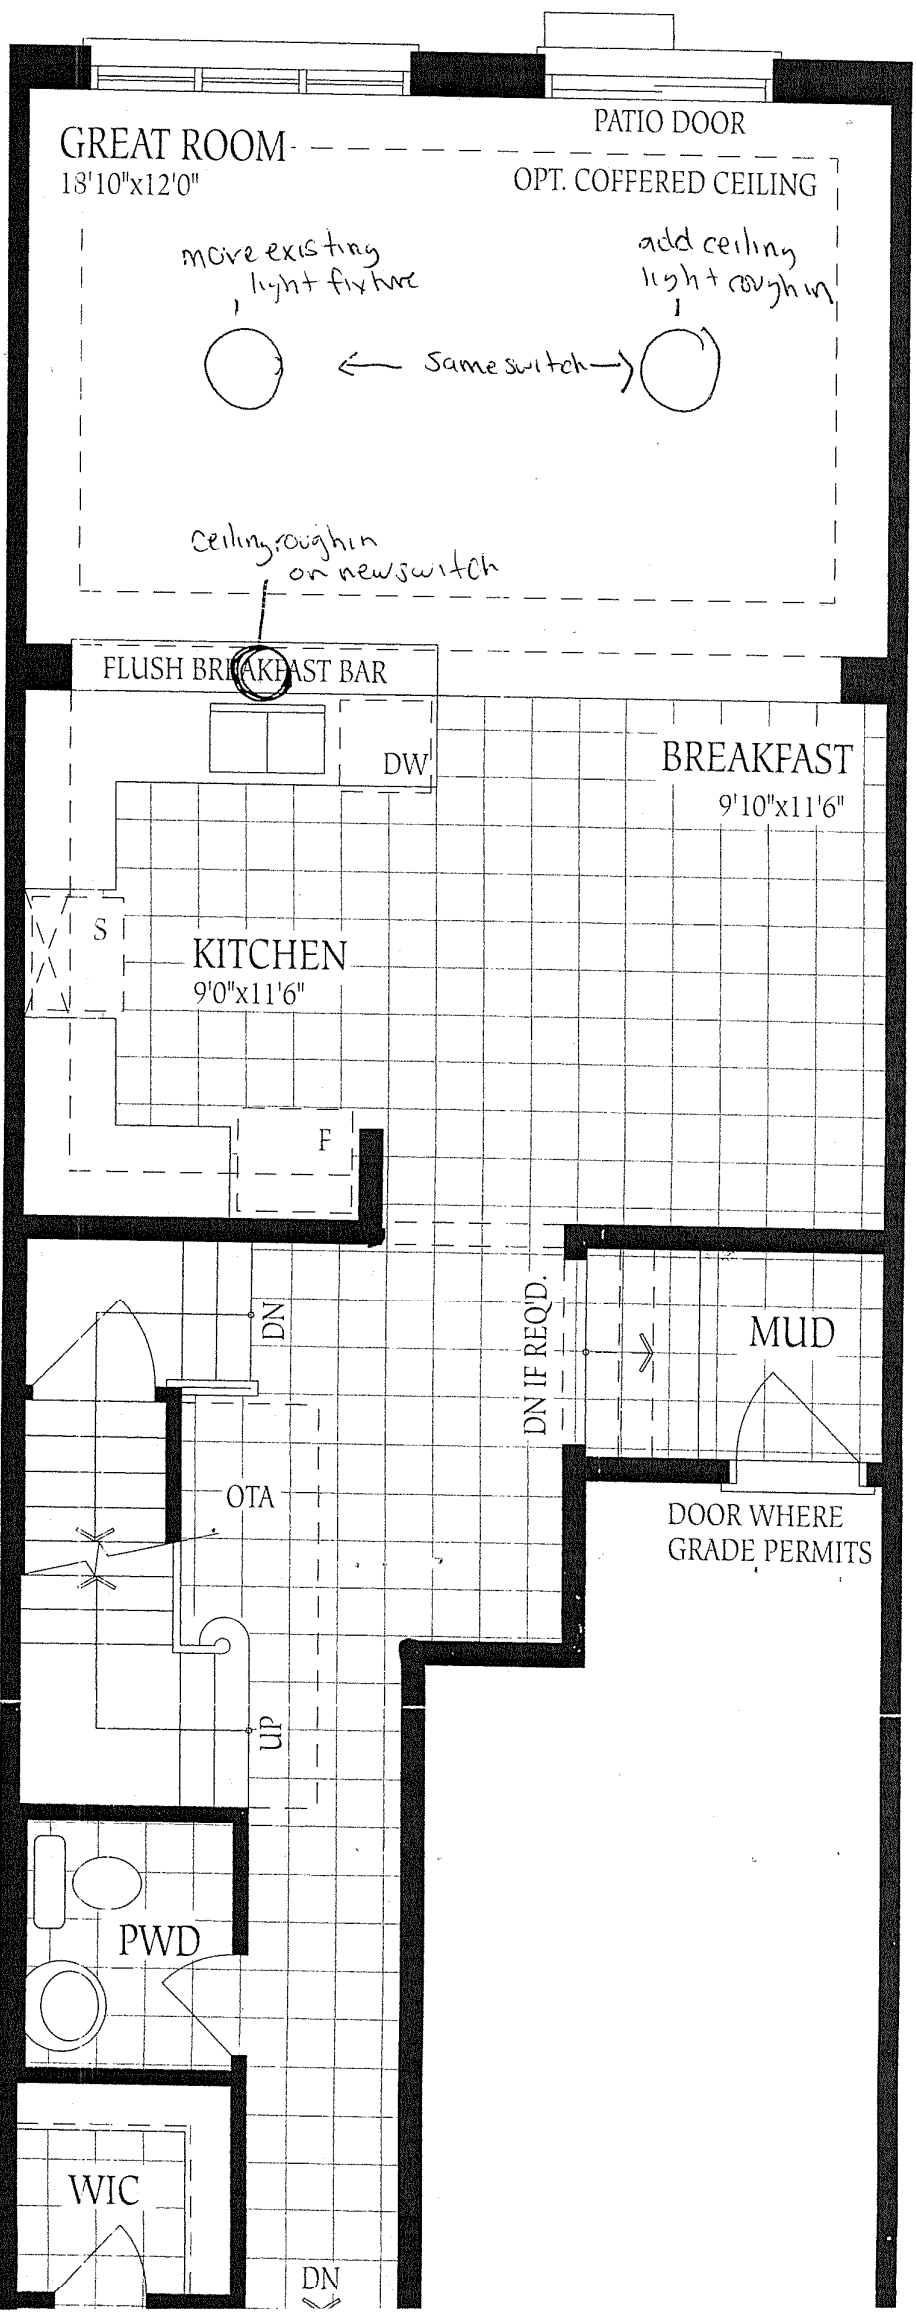 PATIO DOOR
GREAT ROOM
18'10"x12'0"
OPT. COFFERED CEILING
move existing
light fixture
add ceiling
light roughin
same switch
ceiling roughin
on new switch
FLUSH BREAKFAST BAR
DW
BREAKFAST
9'10"x11'6"
S
KITCHEN
9'0"x11'6"
F
DN
DN IF REQ'D.
MUD
OTA
DOOR WHERE
GRADE PERMITS
UP
PWD
WIC
DN